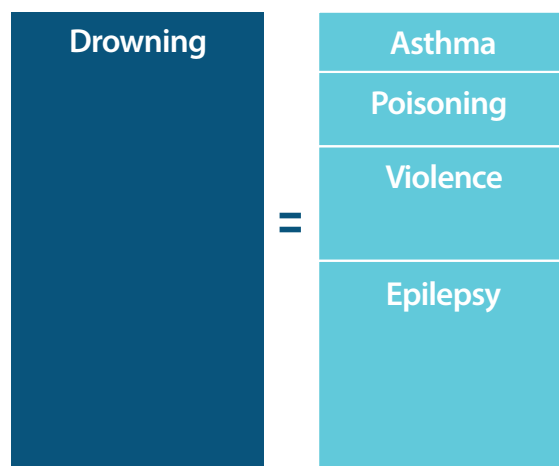 Drowning
=
Asthma
Poisoning
Violence
Epilepsy